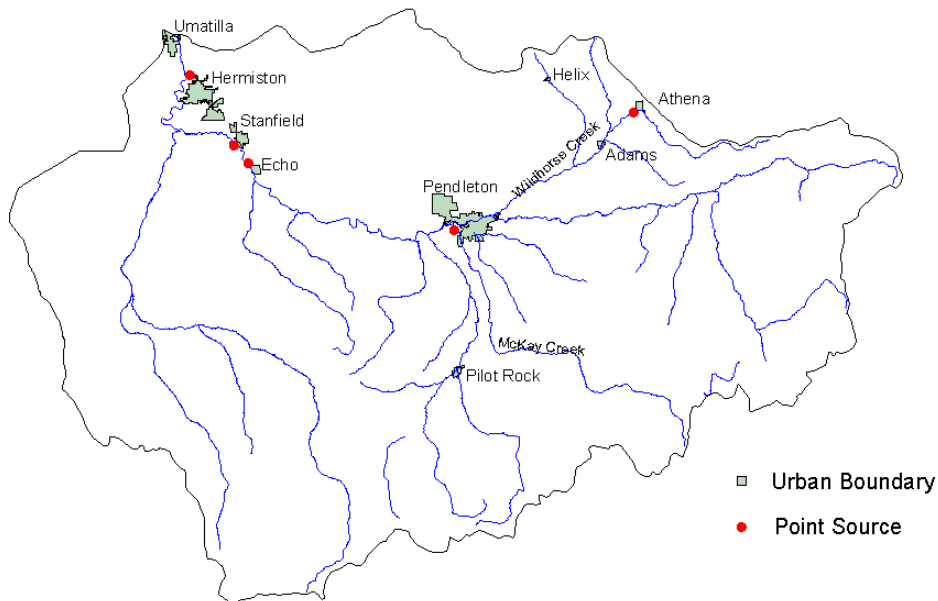 Umatilla
Hermiston
Helix
Athena
Stanfield
Adams
Echo
Wildhorse Creek
Pendleton
McKay Creek
Pilot Rock
Urban Boundary
Point Source